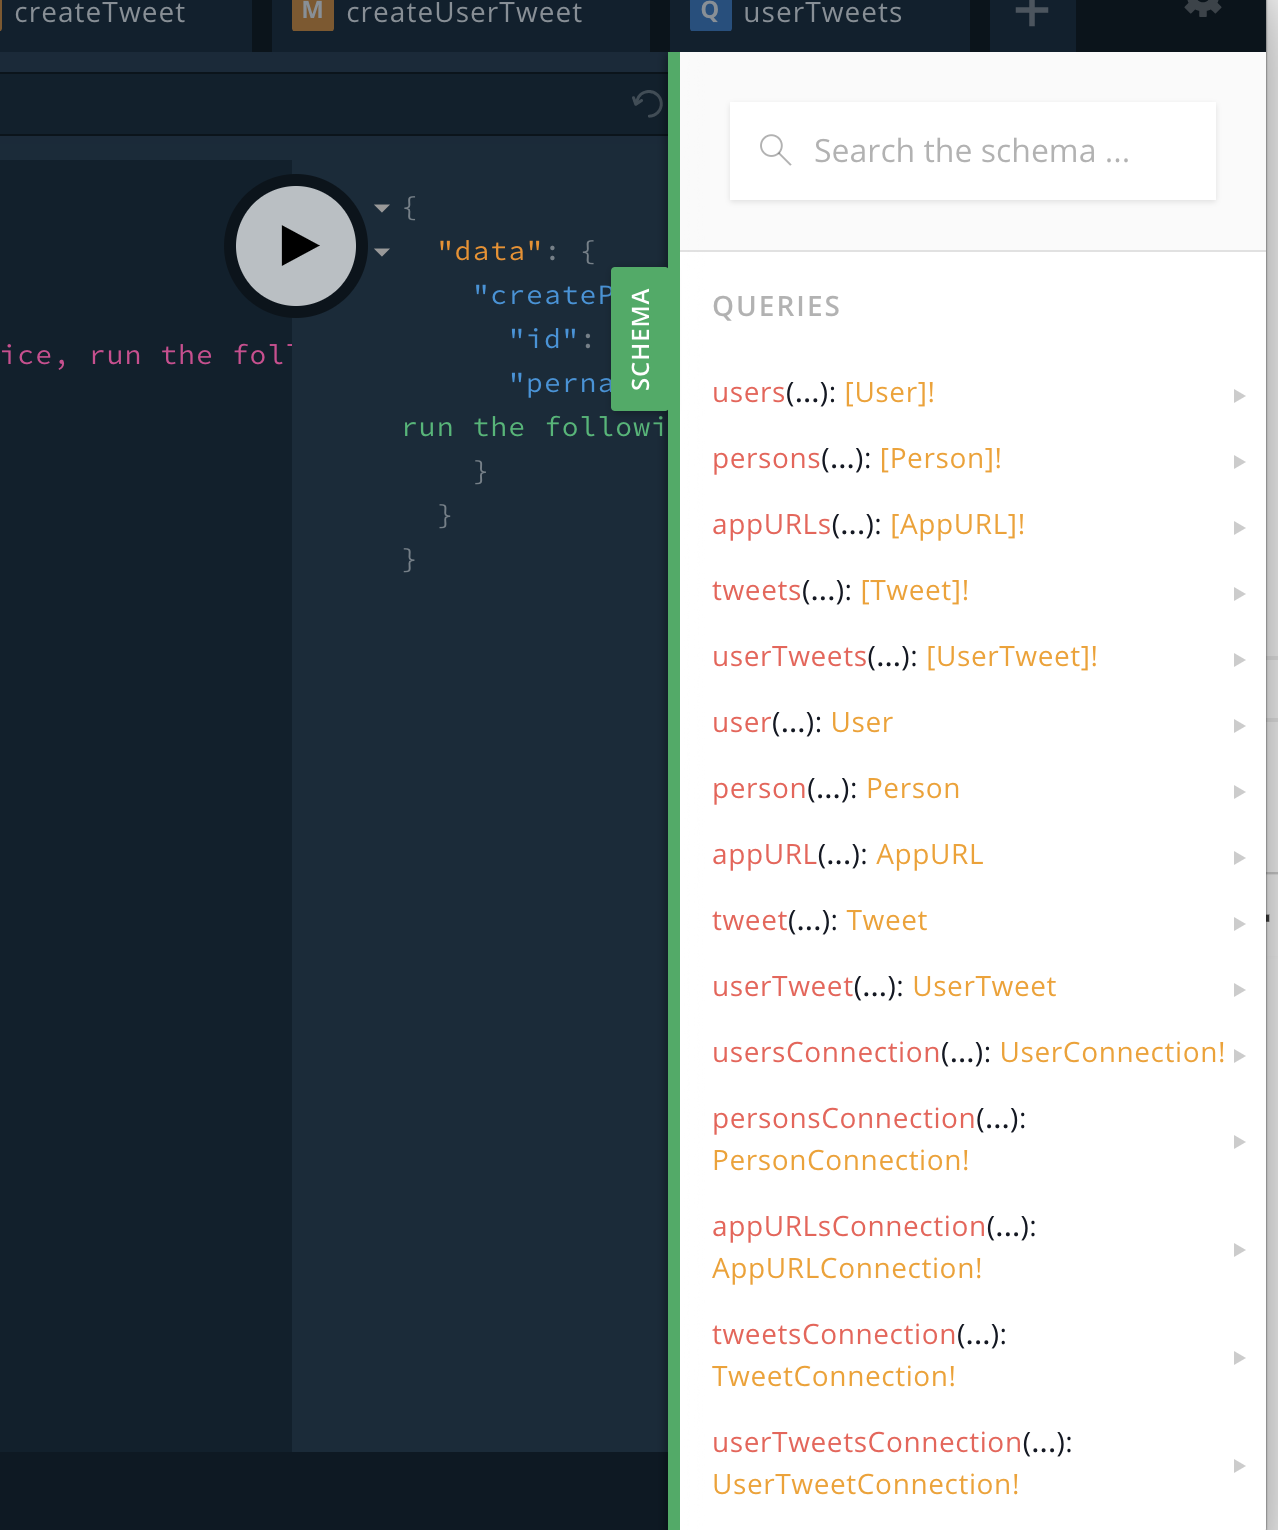 createTweet
M createUserTweet
Q userTweets
Search the schema ...
{
"data": {
"createP
"id":
"perna
run the followi
}
}
}
ice, run the foll
SCHEMA
QUERIES
users(...): [User]!
persons(...): [Person]!
appURLs(...): [AppURL]!
tweets(...): [Tweet]!
userTweets(...): [UserTweet]!
user(...): User
person(...): Person
appURL(...): AppURL
tweet(...): Tweet
userTweet(...): UserTweet
usersConnection(...): UserConnection!
personsConnection(...):
PersonConnection!
appURLsConnection(...):
AppURLConnection!
tweetsConnection(...):
TweetConnection!
userTweetsConnection(...):
UserTweetConnection!